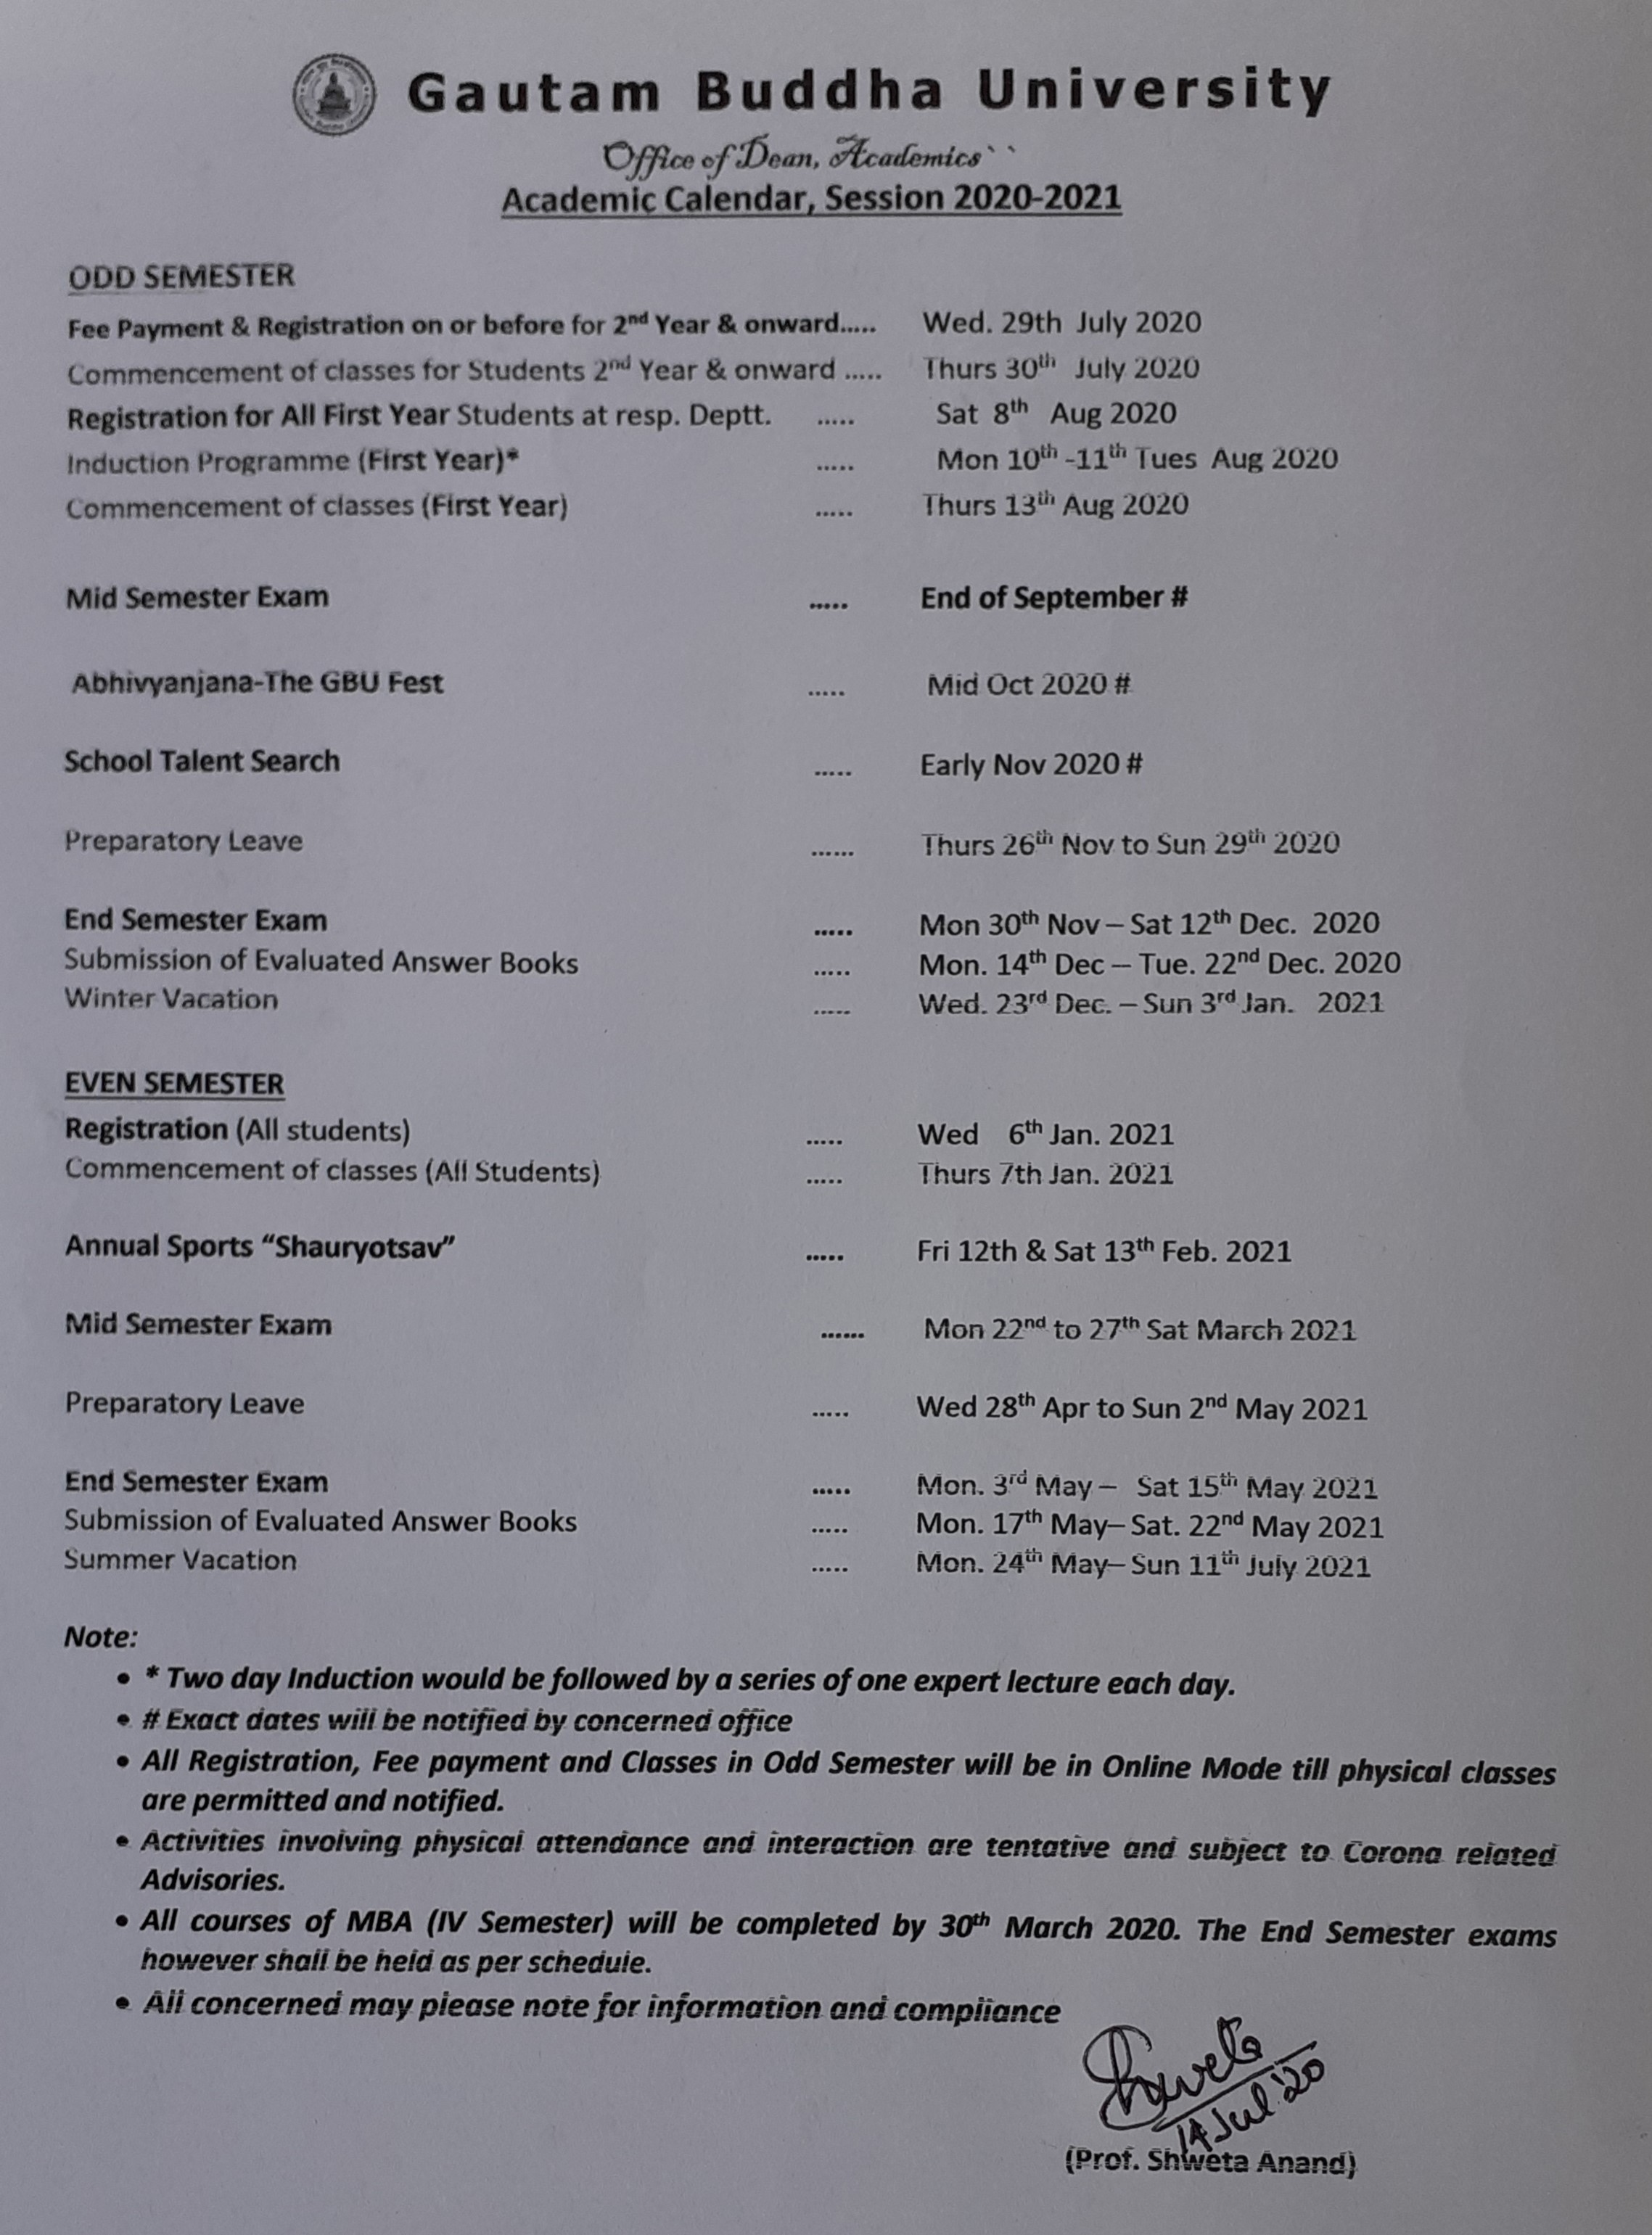 Gautam Buddha University
Office of Dean, Academics``
Academic Calendar, Session 2020-2021
ODD SEMESTER
Fee Payment & Registration on or before for 2nd Year & onward..... Wed. 29th July 2020
Commencement of classes for Students 2nd Year & onward ..... Thurs 30th July 2020
Registration for All First Year Students at resp. Deptt. ..... Sat 8th Aug 2020
Induction Programme (First Year)* ..... Mon 10th -11th Tues Aug 2020
Commencement of classes (First Year) ..... Thurs 13th Aug 2020
Mid Semester Exam ..... End of September #
Abhivyanjana-The GBU Fest ..... Mid Oct 2020 #
School Talent Search ..... Early Nov 2020 #
Preparatory Leave ...... Thurs 26th Nov to Sun 29th 2020
End Semester Exam ..... Mon 30th Nov – Sat 12th Dec. 2020
Submission of Evaluated Answer Books ..... Mon. 14th Dec – Tue. 22nd Dec. 2020
Winter Vacation ..... Wed. 23rd Dec. – Sun 3rd Jan. 2021
EVEN SEMESTER
Registration (All students) ..... Wed 6th Jan. 2021
Commencement of classes (All Students) ..... Thurs 7th Jan. 2021
Annual Sports “Shauryotsav” ..... Fri 12th & Sat 13th Feb. 2021
Mid Semester Exam ...... Mon 22nd to 27th Sat March 2021
Preparatory Leave ..... Wed 28th Apr to Sun 2nd May 2021
End Semester Exam ..... Mon. 3rd May – Sat 15th May 2021
Submission of Evaluated Answer Books ..... Mon. 17th May– Sat. 22nd May 2021
Summer Vacation ..... Mon. 24th May– Sun 11th July 2021
Note:
• * Two day Induction would be followed by a series of one expert lecture each day.
• # Exact dates will be notified by concerned office
• All Registration, Fee payment and Classes in Odd Semester will be in Online Mode till physical classes
are permitted and notified.
• Activities involving physical attendance and interaction are tentative and subject to Corona related
Advisories.
• All courses of MBA (IV Semester) will be completed by 30th March 2020. The End Semester exams
however shall be held as per schedule.
• All concerned may please note for information and compliance
Shweta
14 Jul '20
(Prof. Shweta Anand)